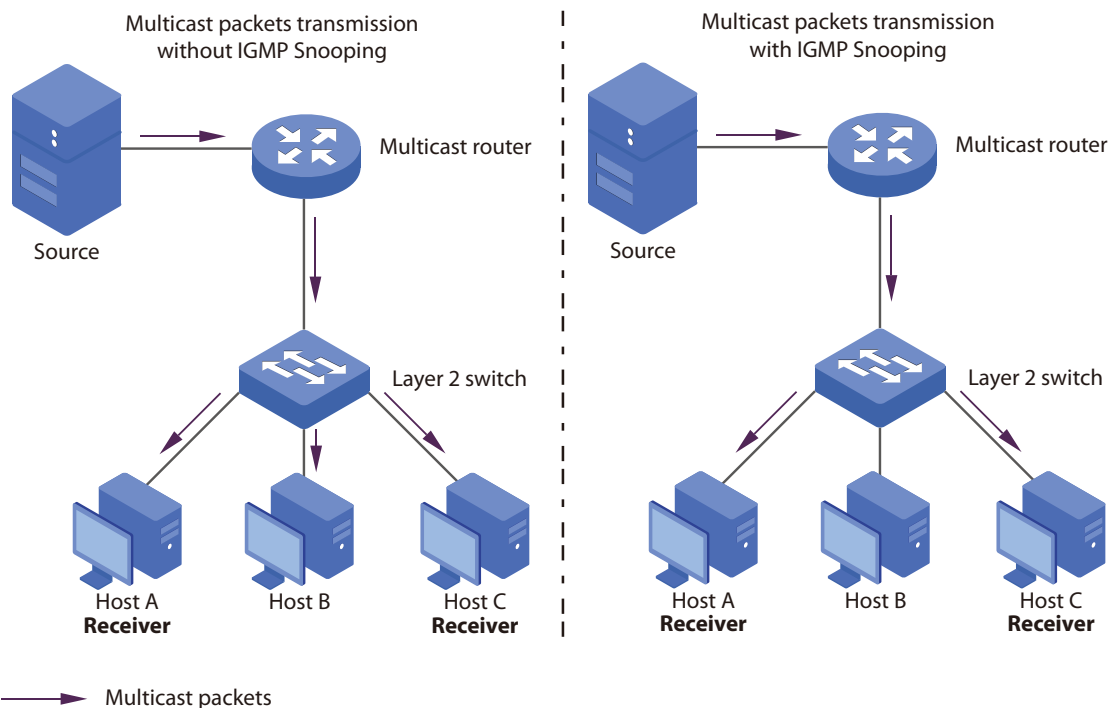 Multicast packets transmission
without IGMP Snooping
Multicast router
Source
Layer 2 switch
Host A
Receiver
Host B
Host C
Receiver
Multicast packets transmission
with IGMP Snooping
Multicast router
Source
Layer 2 switch
Host A
Receiver
Host B
Host C
Receiver
Multicast packets